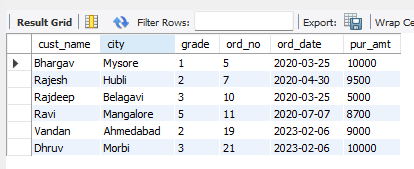 Result Grid Filter Rows: Export: Wrap Ce
cust_name city grade ord_no ord_date pur_amt
Bhargav Mysore 1 5 2020-03-25 10000
Rajesh Hubli 2 7 2020-04-30 9500
Rajdeep Belagavi 3 10 2020-03-25 5000
Ravi Mangalore 5 11 2020-07-07 8700
Vandan Ahmedabad 2 19 2023-02-06 9000
Dhruv Morbi 3 21 2023-02-06 10000